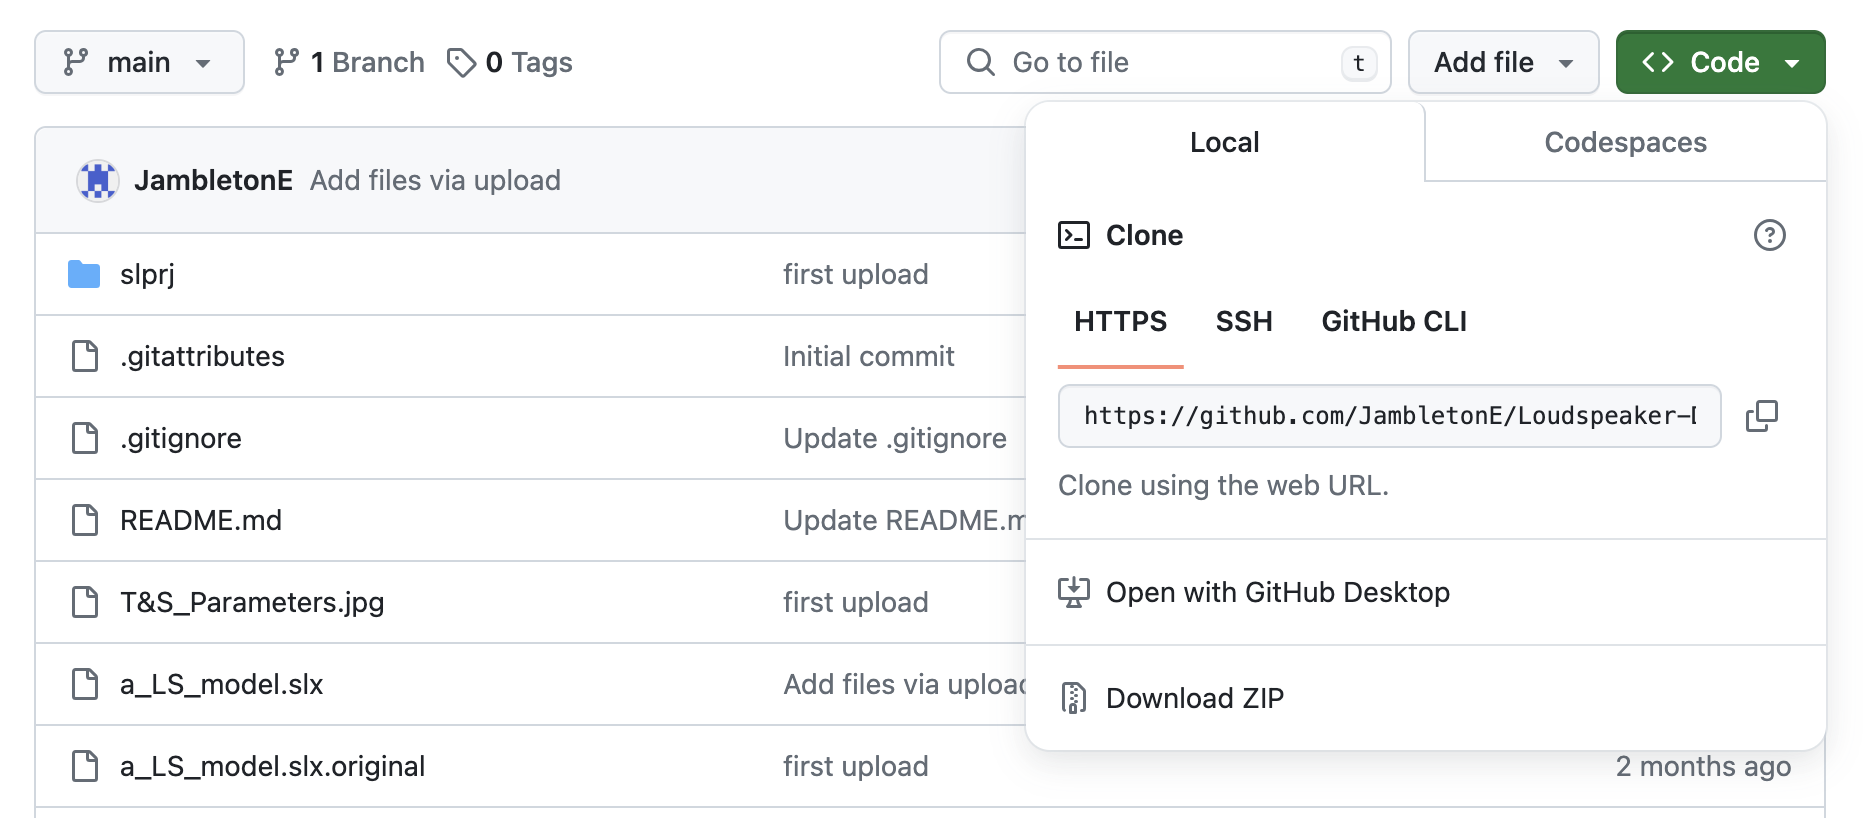 main
1 Branch
0 Tags
Go to file
t
Add file
Code
Local
Codespaces
Clone
HTTPS
SSH
GitHub CLI
https://github.com/JambletonE/Loudspeaker-D
Clone using the web URL.
Open with GitHub Desktop
Download ZIP
JambletonE Add files via upload
slprj first upload
.gitattributes Initial commit
.gitignore Update .gitignore
README.md Update README.m
T&S_Parameters.jpg first upload
a_LS_model.slx Add files via upload
a_LS_model.slx.original first upload 2 months ago